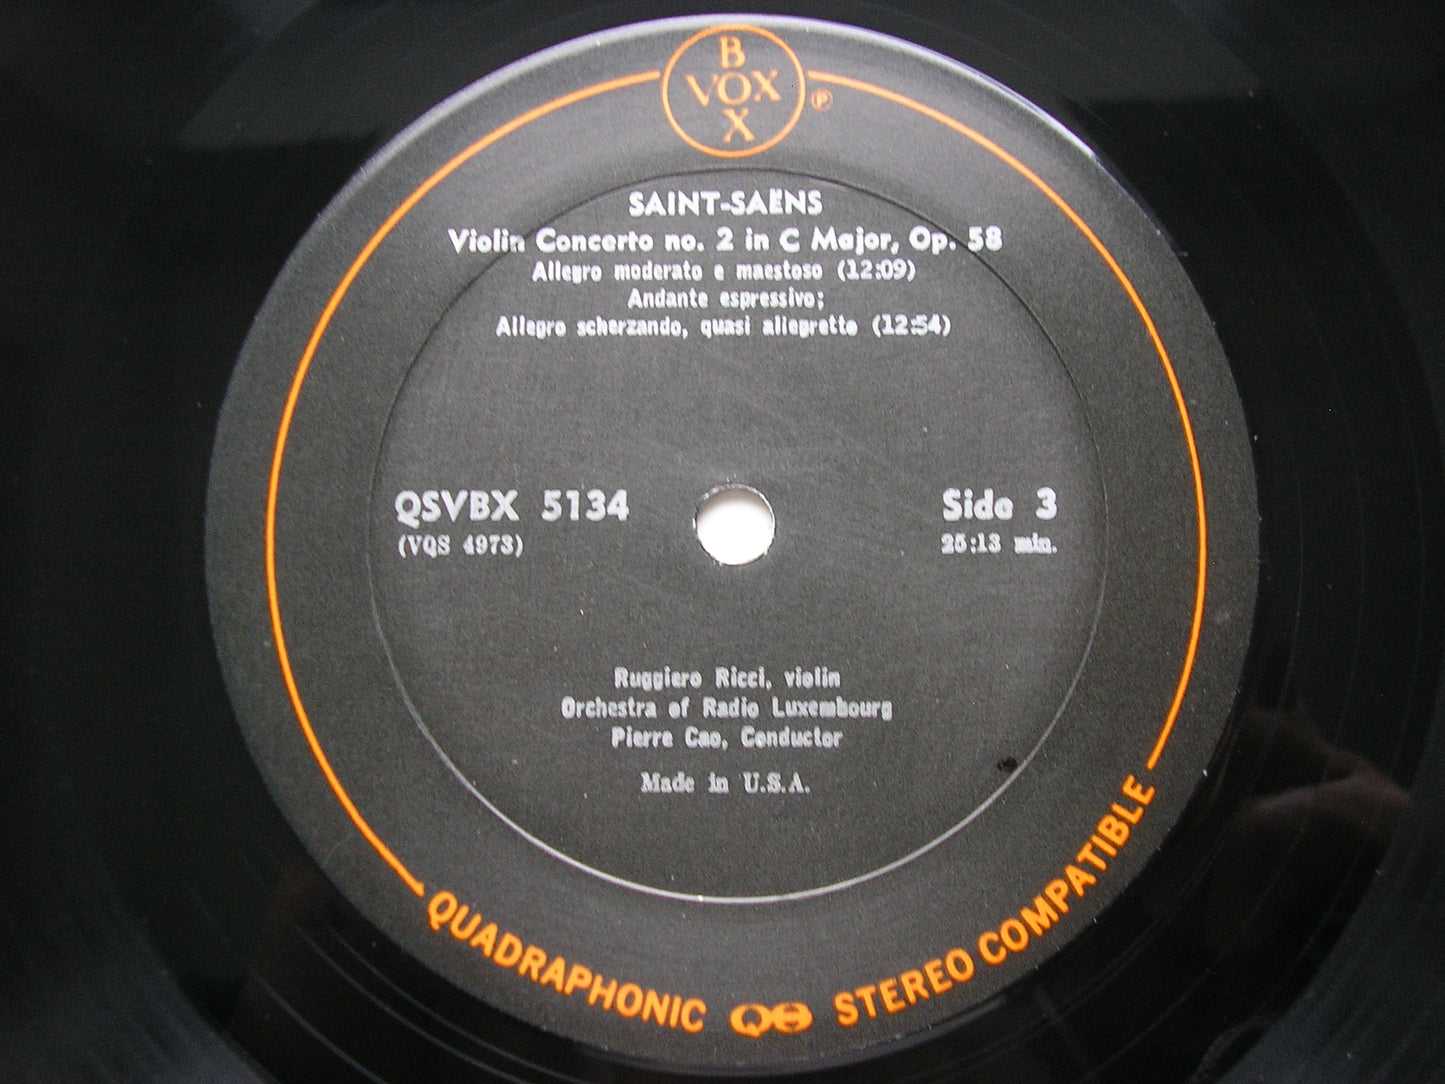 B
VOX
X
℗
SAINT-SAËNS
Violin Concerto no. 2 in C Major, Op. 58
Allegro moderato e maestoso (12:09)
Andante espressivo;
Allegro scherzando, quasi allegretto (12:54)
QSVBX 5134
(VQS 4973)
Side 3
25:13 min.
Ruggiero Ricci, violin
Orchestra of Radio Luxembourg
Pierre Cao, Conductor
Made in U.S.A.
QUADRAPHONIC QS STEREO COMPATIBLE